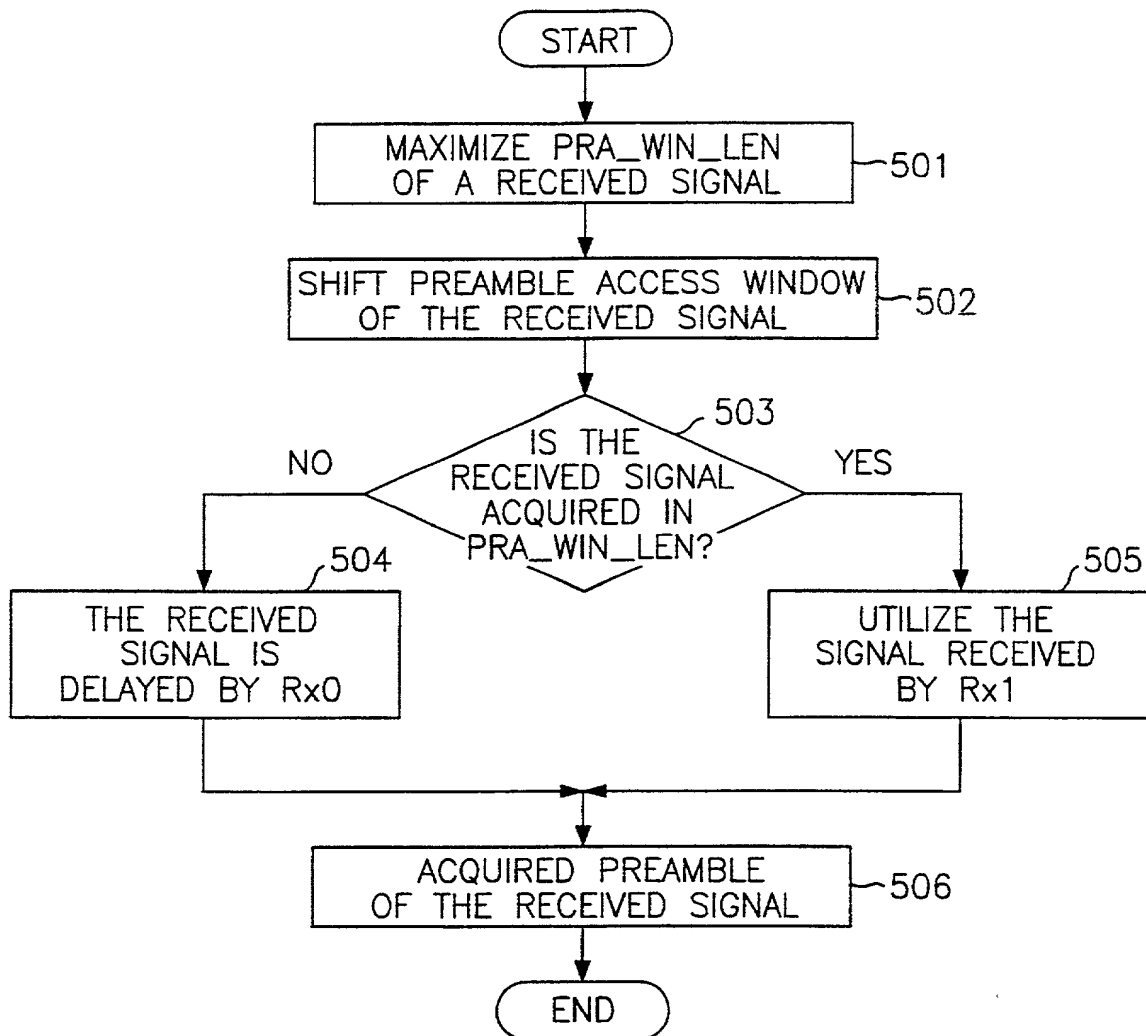 START
MAXIMIZE PRA_WIN_LEN
OF A RECEIVED SIGNAL
501
SHIFT PREAMBLE ACCESS WINDOW
OF THE RECEIVED SIGNAL
502
503
IS THE
RECEIVED SIGNAL
ACQUIRED IN
PRA_WIN_LEN?
NO
YES
504
THE RECEIVED
SIGNAL IS
DELAYED BY Rx0
505
UTILIZE THE
SIGNAL RECEIVED
BY Rx1
ACQUIRED PREAMBLE
OF THE RECEIVED SIGNAL
506
END